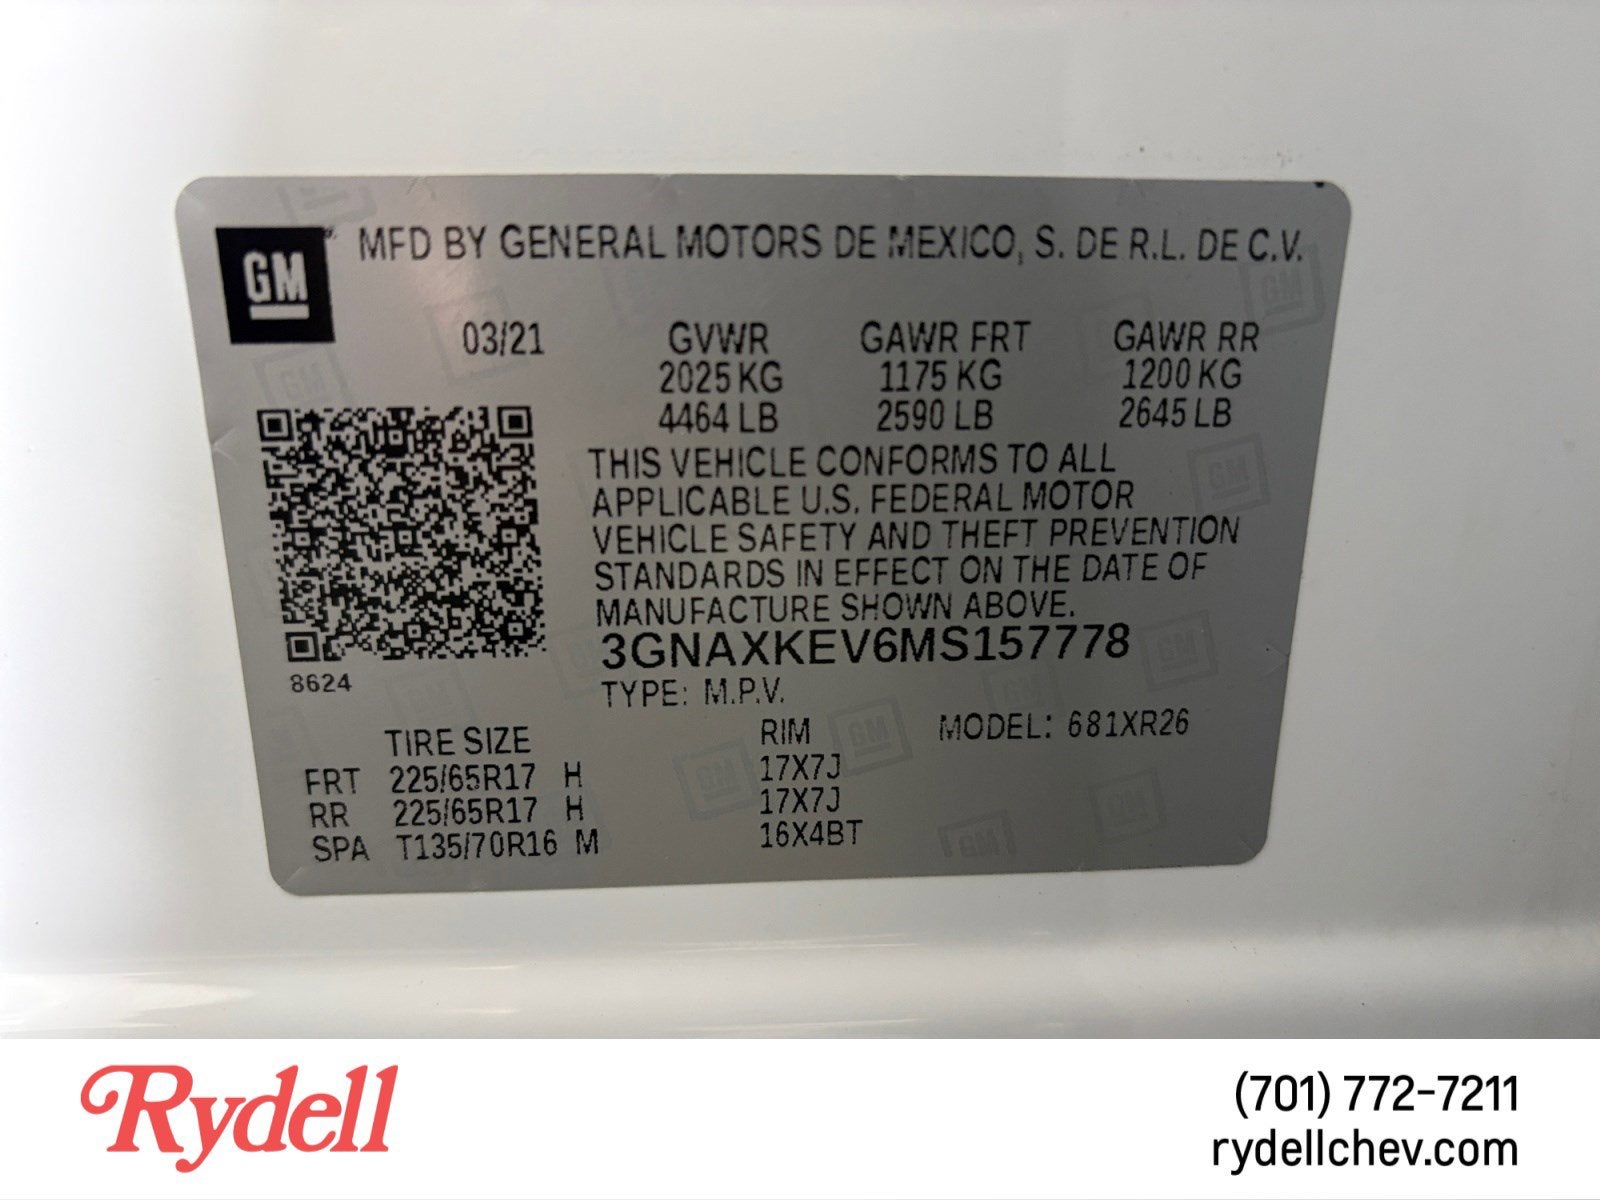 GM MFD BY GENERAL MOTORS DE MEXICO, S. DE R.L. DE C.V.
03/21 GVWR GAWR FRT GAWR RR
2025 KG 1175 KG 1200 KG
4464 LB 2590 LB 2645 LB
THIS VEHICLE CONFORMS TO ALL
APPLICABLE U.S. FEDERAL MOTOR
VEHICLE SAFETY AND THEFT PREVENTION
STANDARDS IN EFFECT ON THE DATE OF
MANUFACTURE SHOWN ABOVE.
3GNAXKEV6MS157778
8624
TYPE: M.P.V.
TIRE SIZE RIM MODEL: 681XR26
FRT 225/65R17 H 17X7J
RR 225/65R17 H 17X7J
SPA T135/70R16 M 16X4BT
Rydell
(701) 772-7211
rydellchev.com